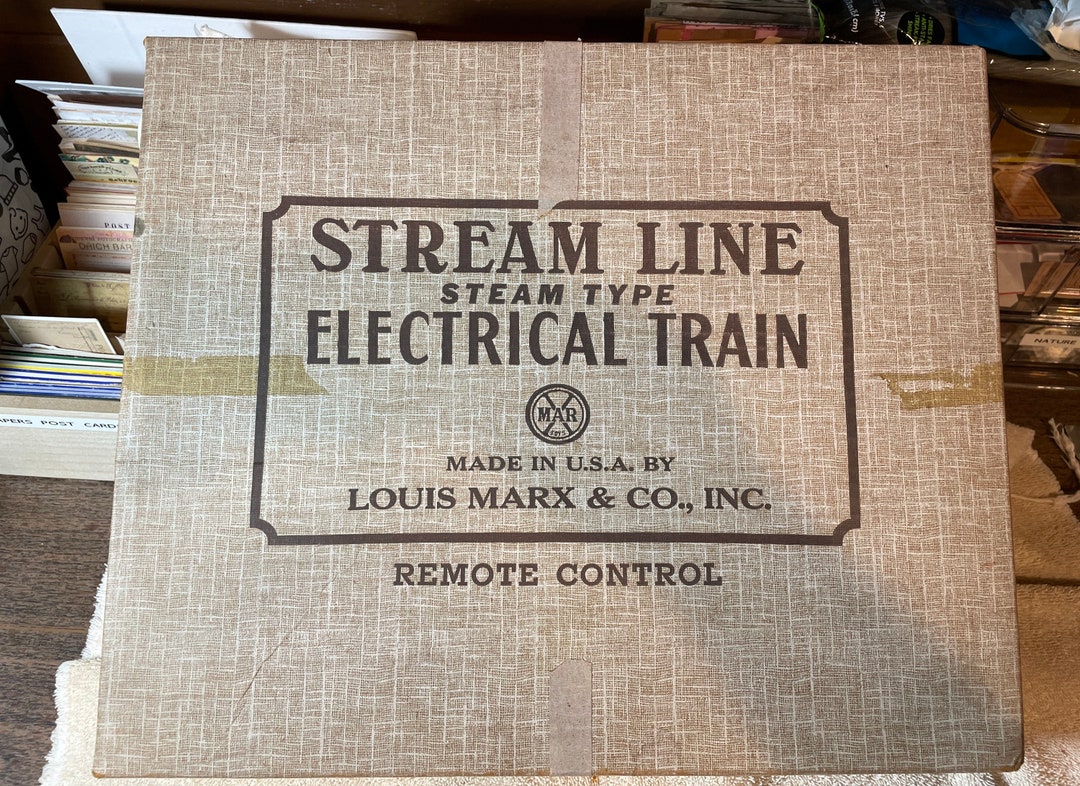 STREAM LINE
STEAM TYPE
ELECTRICAL TRAIN
MAR
MADE IN U.S.A. BY
LOUIS MARX & CO., INC.
REMOTE CONTROL
POST
APERS POST CARD
NATURE